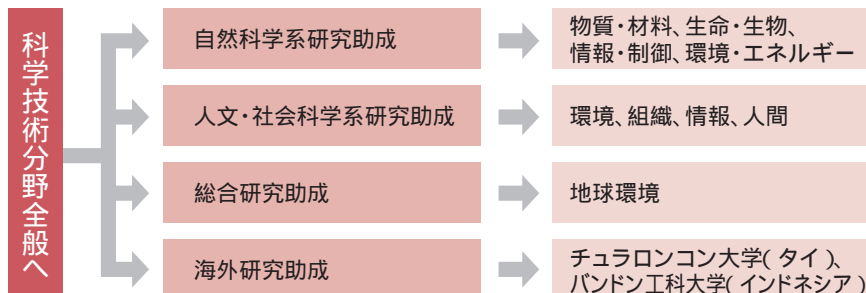 科学技術分野全般へ
自然科学系研究助成
物質・材料、生命・生物、
情報・制御、環境・エネルギー
人文・社会科学系研究助成
環境、組織、情報、人間
総合研究助成
地球環境
海外研究助成
チュラロンコン大学(タイ)、
バンドン工科大学(インドネシア)